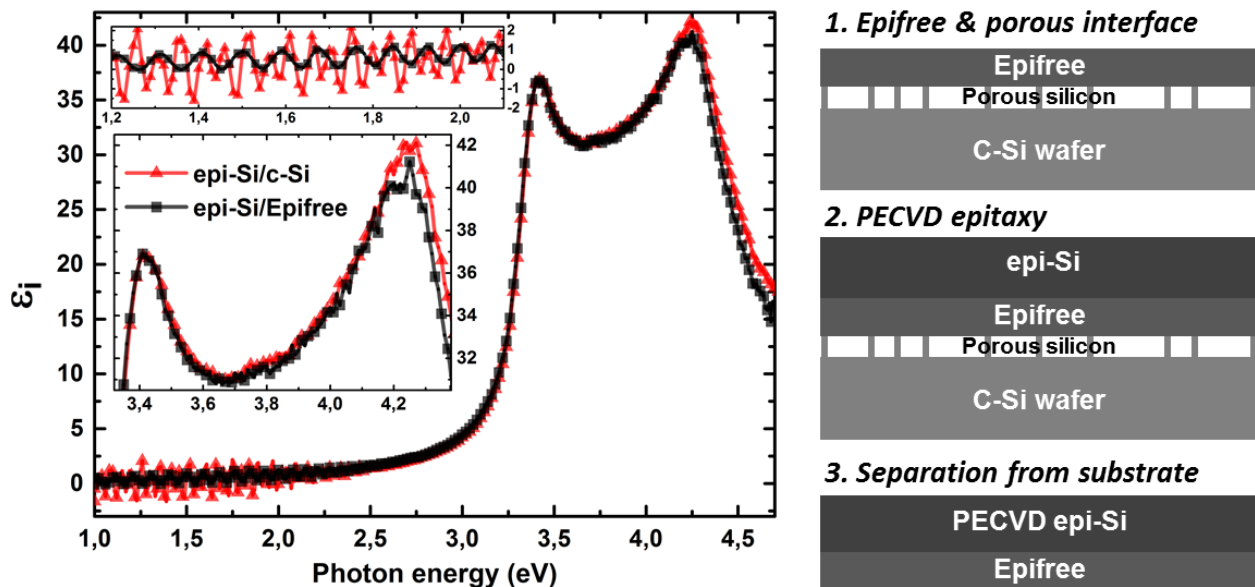 40
35
30
25
20
15
10
5
0
εi
1,0
1,5
2,0
2,5
3,0
3,5
4,0
4,5
Photon energy (eV)
2
1
0
-1
-2
1,2
1,4
1,6
1,8
2,0
epi-Si/c-Si
epi-Si/Epifree
42
40
38
36
34
32
3,4
3,6
3,8
4,0
4,2
1. Epifree & porous interface
Epifree
Porous silicon
C-Si wafer
2. PECVD epitaxy
epi-Si
Epifree
Porous silicon
C-Si wafer
3. Separation from substrate
PECVD epi-Si
Epifree